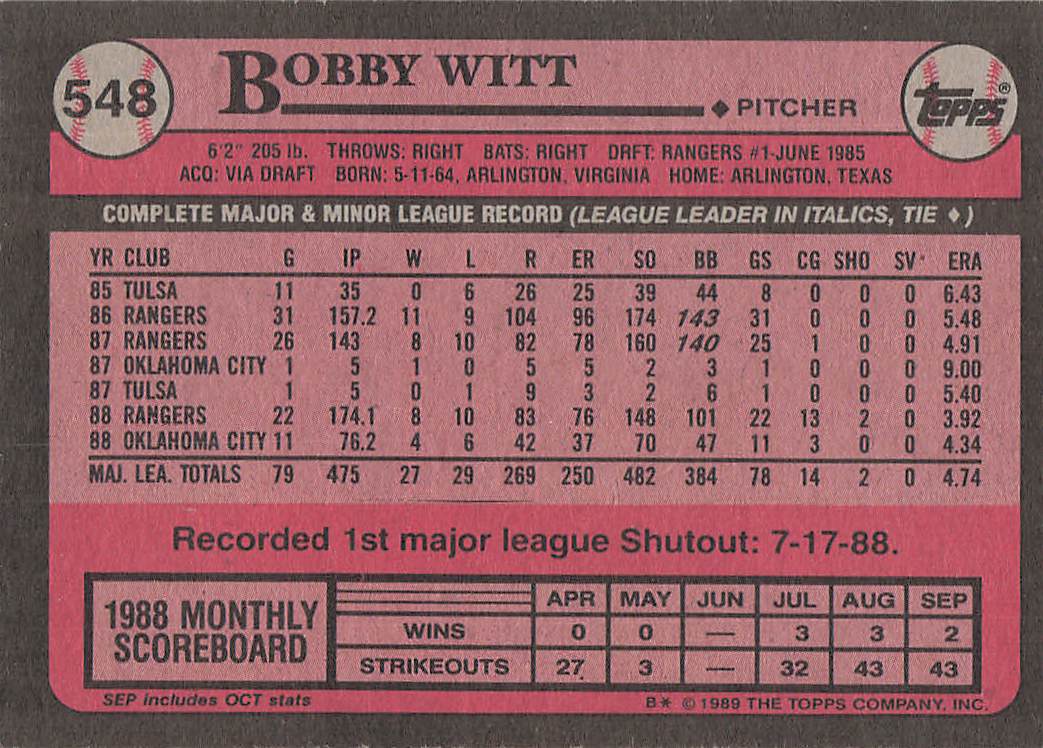 548 BOBBY WITT
◆ PITCHER Topps®
6'2" 205 lb. THROWS: RIGHT BATS: RIGHT DRFT: RANGERS #1-JUNE 1985
ACQ: VIA DRAFT BORN: 5-11-64, ARLINGTON, VIRGINIA HOME: ARLINGTON, TEXAS
COMPLETE MAJOR & MINOR LEAGUE RECORD (LEAGUE LEADER IN ITALICS, TIE ♦)
YR CLUB G IP W L R ER SO BB GS CG SHO SV ERA
85 TULSA 11 35 0 6 26 25 39 44 8 0 0 0 6.43
86 RANGERS 31 157.2 11 9 104 96 174 143 31 0 0 0 5.48
87 RANGERS 26 143 8 10 82 78 160 140 25 1 0 0 4.91
87 OKLAHOMA CITY 1 5 1 0 5 5 2 3 1 0 0 0 9.00
87 TULSA 1 5 0 1 9 3 2 6 1 0 0 0 5.40
88 RANGERS 22 174.1 8 10 83 76 148 101 22 13 2 0 3.92
88 OKLAHOMA CITY 11 76.2 4 6 42 37 70 47 11 3 0 0 4.34
MAJ. LEA. TOTALS 79 475 27 29 269 250 482 384 78 14 2 0 4.74
Recorded 1st major league Shutout: 7-17-88.
1988 MONTHLY SCOREBOARD
APR MAY JUN JUL AUG SEP
WINS 0 0 — 3 3 2
STRIKEOUTS 27 3 — 32 43 43
SEP includes OCT stats B* ©1989 THE TOPPS COMPANY, INC.